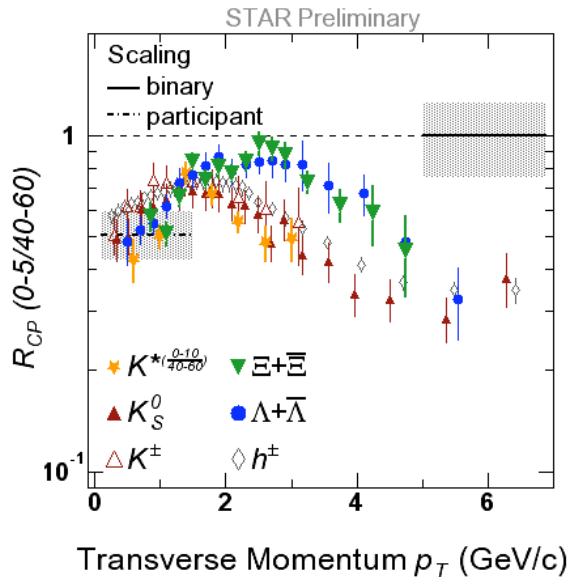 STAR Preliminary
Scaling
binary
participant
1
R_CP (0-5/40-60)
K*(0-10/40-60)
Ξ+Ξ̅
K⁰_S
Λ+Λ̅
K±
h±
10⁻¹
0 2 4 6
Transverse Momentum p_T (GeV/c)